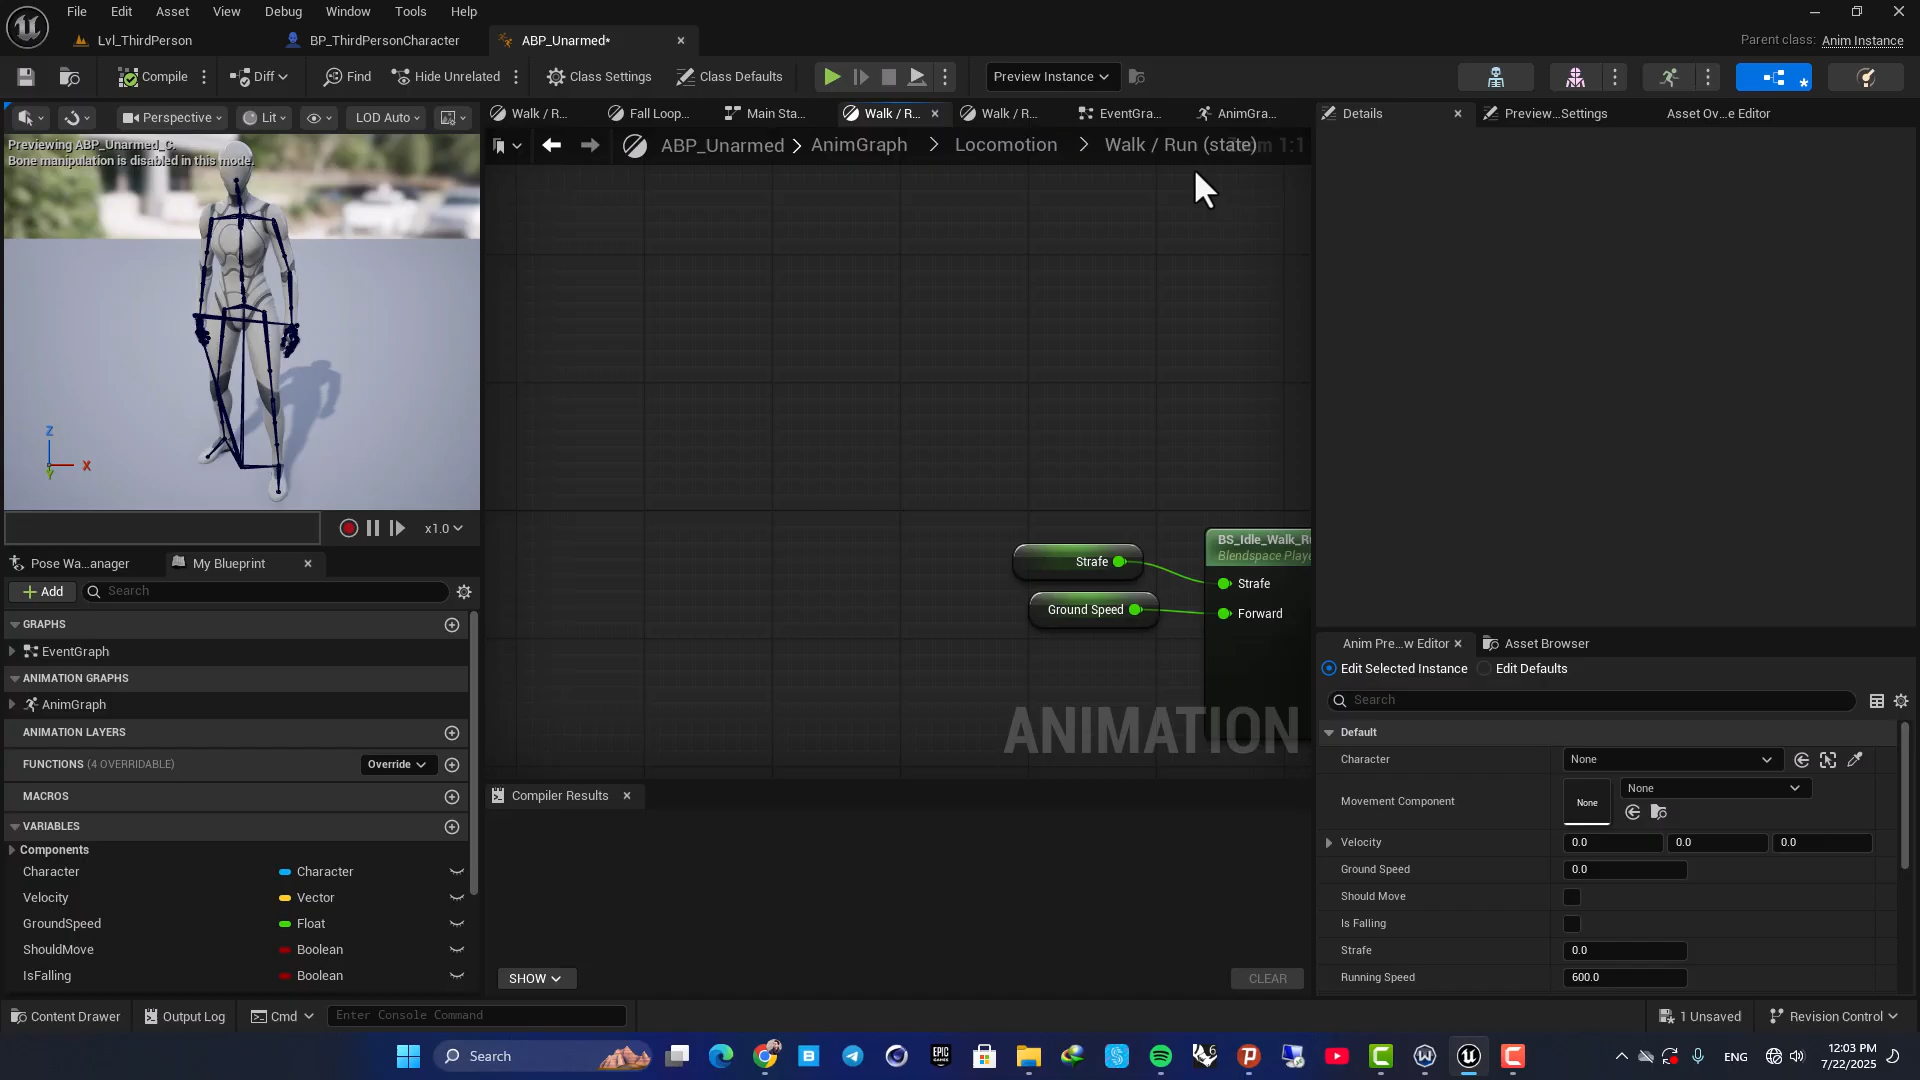 File Edit Asset View Debug Window Tools Help
Lvl_ThirdPerson BP_ThirdPersonCharacter ABP_Unarmed* Parent class: Anim Instance
Compile Diff Find Hide Unrelated Class Settings Class Defaults Preview Instance
Perspective Lit LOD Auto
Walk / R... Fall Loop... Main Sta... Walk / R... Walk / R... EventGra... AnimGra...
Details Preview...Settings Asset Ov...e Editor
Previewing ABP_Unarmed_C.
Bone manipulation is disabled in this mode.
ABP_Unarmed > AnimGraph > Locomotion > Walk / Run (state)
Z
X
Y
x1.0
Strafe
Ground Speed
BS_Idle_Walk_Ru
Blendspace Playe
Strafe
Forward
ANIMATION
Pose Wa...anager My Blueprint
Add Search
GRAPHS
EventGraph
ANIMATION GRAPHS
AnimGraph
ANIMATION LAYERS
FUNCTIONS (4 OVERRIDABLE) Override
MACROS
VARIABLES
Components
Character Character
Velocity Vector
GroundSpeed Float
ShouldMove Boolean
IsFalling Boolean
Compiler Results
SHOW CLEAR
Anim Pre...w Editor Asset Browser
Edit Selected Instance Edit Defaults
Search
Default
Character None
Movement Component None None
Velocity 0.0 0.0 0.0
Ground Speed 0.0
Should Move
Is Falling
Strafe 0.0
Running Speed 600.0
Content Drawer Output Log Cmd Enter Console Command 1 Unsaved Revision Control
Search
EPIC
GAMES
ENG
12:03 PM
7/22/2025